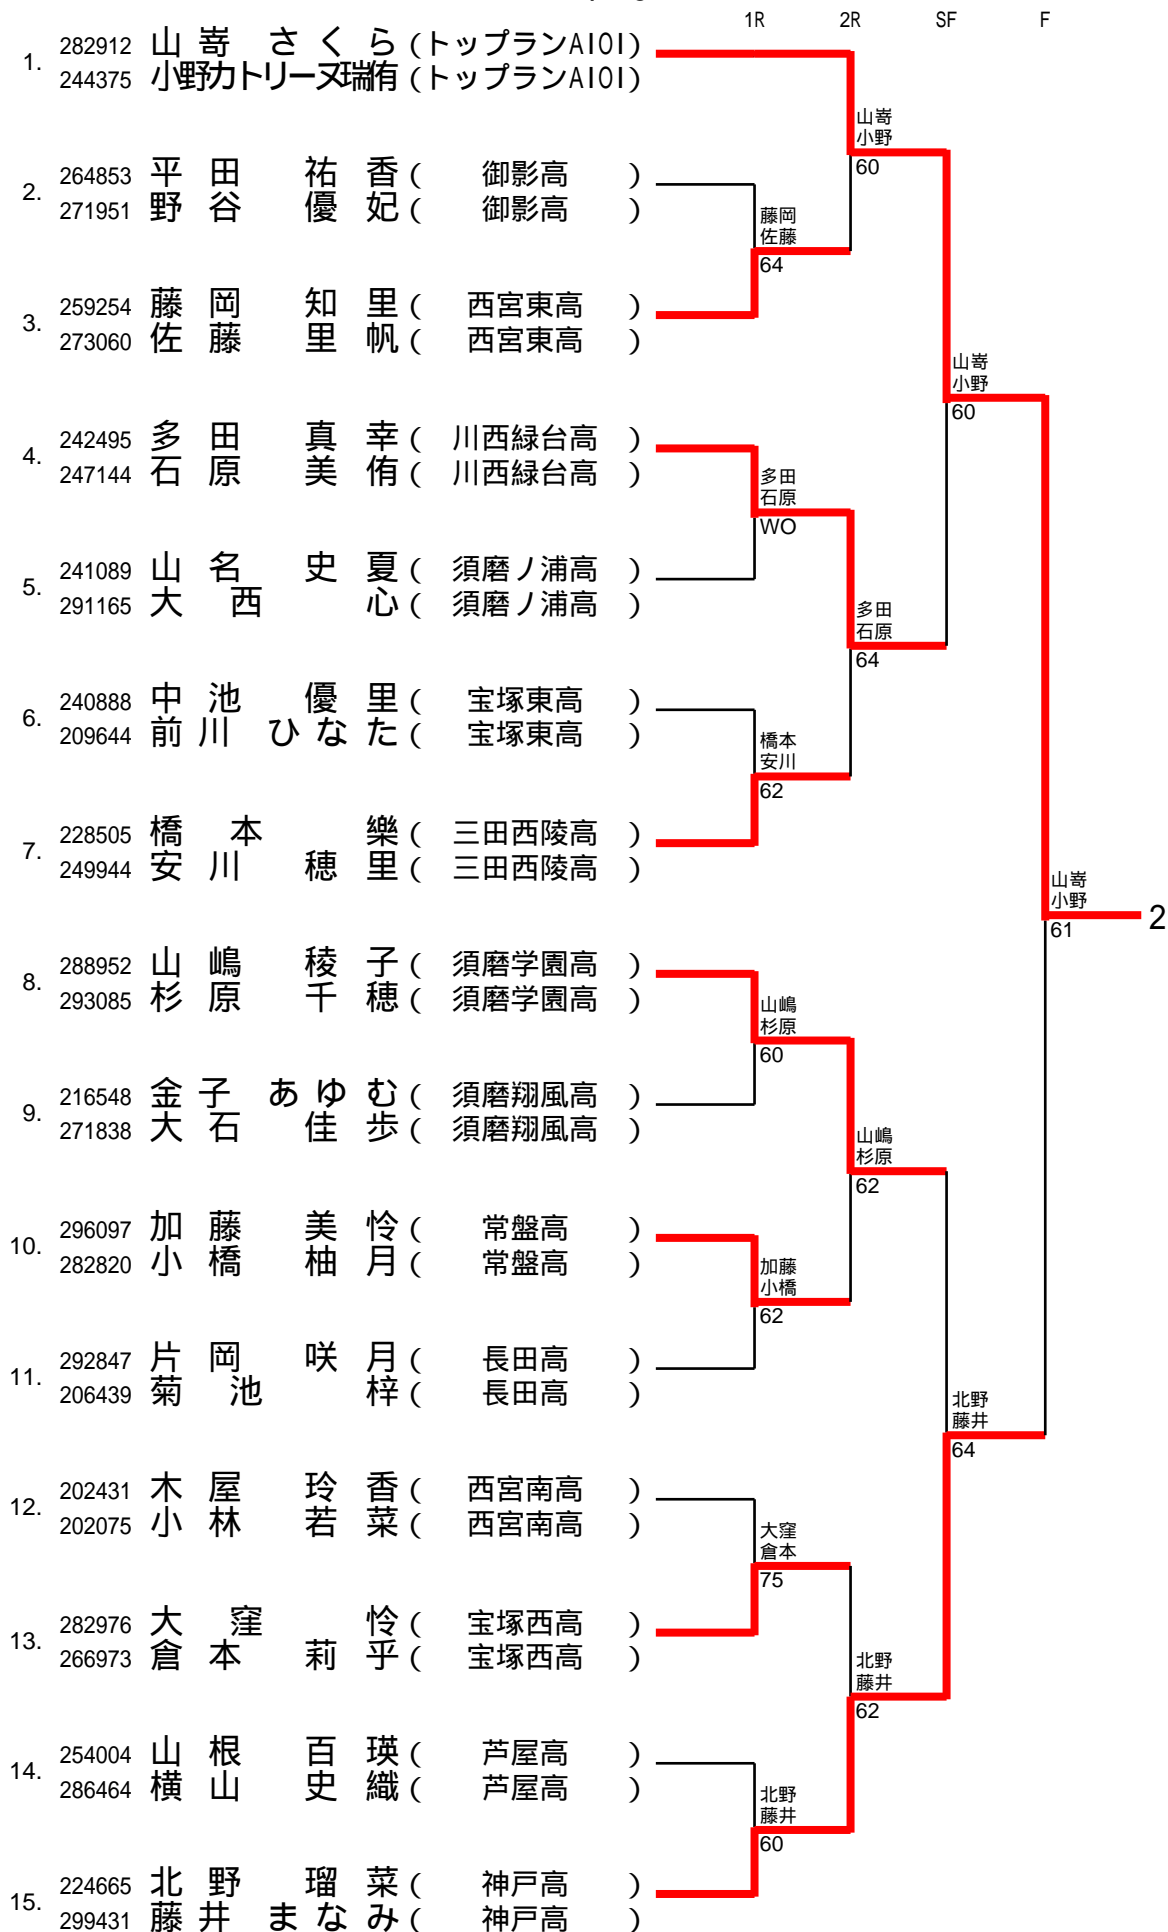 1R 2R SF F
1. 282912 山嵜 さくら (トップランAIOI)
244375 小野カトリーヌ瑞侑 (トップランAIOI)
山嵜
小野
60
2. 264853 平田 祐香 ( 御影高 )
271951 野谷 優妃 ( 御影高 )
藤岡
佐藤
64
3. 259254 藤岡 知里 ( 西宮東高 )
273060 佐藤 里帆 ( 西宮東高 )
山嵜
小野
60
4. 242495 多田 真幸 ( 川西緑台高 )
247144 石原 美侑 ( 川西緑台高 )
多田
石原
WO
5. 241089 山名 史夏 ( 須磨ノ浦高 )
291165 大西 心 ( 須磨ノ浦高 )
多田
石原
64
6. 240888 中池 優里 ( 宝塚東高 )
209644 前川 ひなた ( 宝塚東高 )
橋本
安川
62
7. 228505 橋本 樂 ( 三田西陵高 )
249944 安川 穂里 ( 三田西陵高 )
山嵜
小野
61
2
8. 288952 山嶋 稜子 ( 須磨学園高 )
293085 杉原 千穂 ( 須磨学園高 )
山嶋
杉原
60
9. 216548 金子 あゆむ ( 須磨翔風高 )
271838 大石 佳歩 ( 須磨翔風高 )
山嶋
杉原
62
10. 296097 加藤 美怜 ( 常盤高 )
282820 小橋 柚月 ( 常盤高 )
加藤
小橋
62
11. 292847 片岡 咲月 ( 長田高 )
206439 菊池 梓 ( 長田高 )
北野
藤井
64
12. 202431 木屋 玲香 ( 西宮南高 )
202075 小林 若菜 ( 西宮南高 )
大窪
倉本
75
13. 282976 大窪 怜 ( 宝塚西高 )
266973 倉本 莉乎 ( 宝塚西高 )
北野
藤井
62
14. 254004 山根 百瑛 ( 芦屋高 )
286464 横山 史織 ( 芦屋高 )
北野
藤井
60
15. 224665 北野 瑠菜 ( 神戸高 )
299431 藤井 まなみ ( 神戸高 )